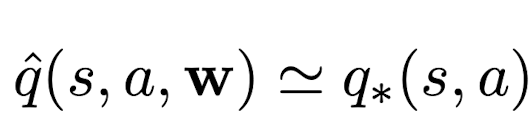 q̂(s, a, 𝐰) ≃ q∗(s, a)